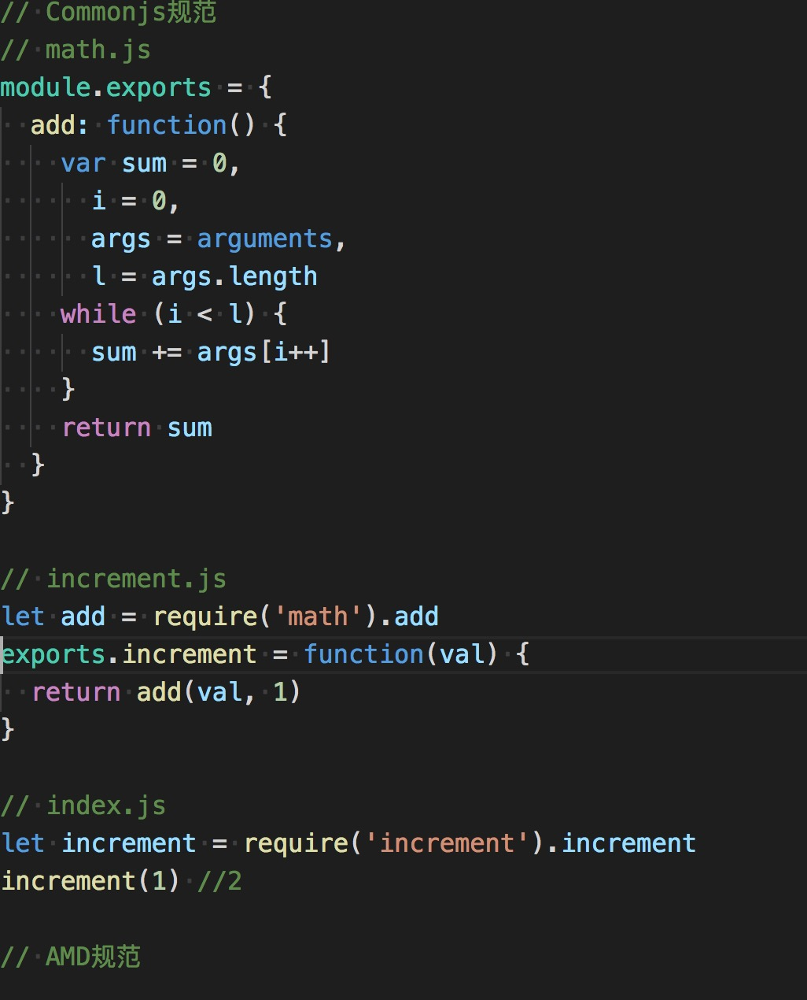 // Commonjs规范
// math.js
module.exports = {
  add: function() {
    var sum = 0,
      i = 0,
      args = arguments,
      l = args.length
    while (i < l) {
      sum += args[i++]
    }
    return sum
  }
}

// increment.js
let add = require('math').add
exports.increment = function(val) {
  return add(val, 1)
}

// index.js
let increment = require('increment').increment
increment(1) //2

// AMD规范